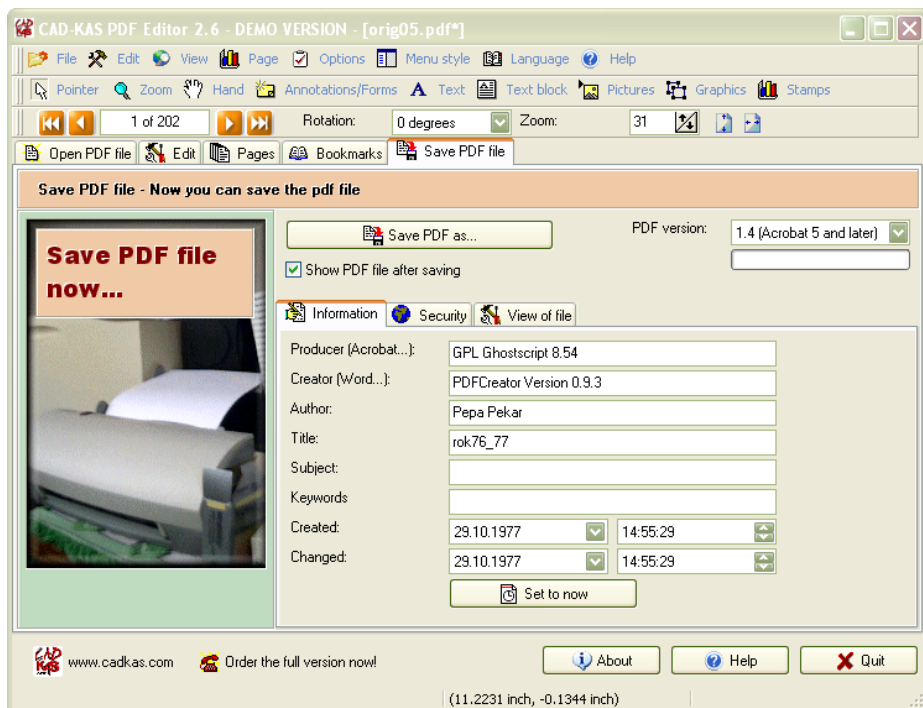 CAD-KAS PDF Editor 2.6 - DEMO VERSION - [orig05.pdf*]
File Edit View Page Options Menu style Language Help
Pointer Zoom Hand Annotations/Forms Text Text block Pictures Graphics Stamps
1 of 202 Rotation: 0 degrees Zoom: 31
Open PDF file Edit Pages Bookmarks Save PDF file
Save PDF file - Now you can save the pdf file
Save PDF file
now...
Save PDF as... PDF version: 1.4 (Acrobat 5 and later)
Show PDF file after saving
Information Security View of file
Producer (Acrobat...): GPL Ghostscript 8.54
Creator (Word...): PDFCreator Version 0.9.3
Author: Pepa Pekar
Title: rok76_77
Subject:
Keywords
Created: 29.10.1977 14:55:29
Changed: 29.10.1977 14:55:29
Set to now
CAD KAS www.cadkas.com Order the full version now! About Help Quit
(11.2231 inch, -0.1344 inch)